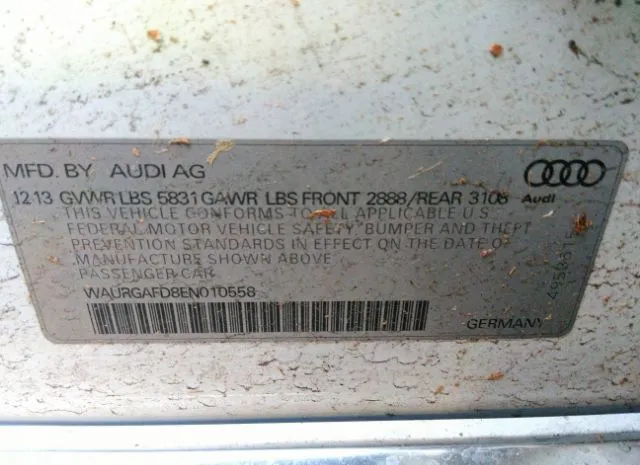 MFD. BY AUDI AG
12-13 GVWR LBS 5831 GAWR LBS FRONT 2888/REAR 3106
Audi
THIS VEHICLE CONFORMS TO ALL APPLICABLE U.S.
FEDERAL MOTOR VEHICLE SAFETY, BUMPER AND THEFT
PREVENTION STANDARDS IN EFFECT ON THE DATE OF
MANUFACTURE SHOWN ABOVE
PASSENGER CAR
WAURGAFD8EN010558
GERMANY